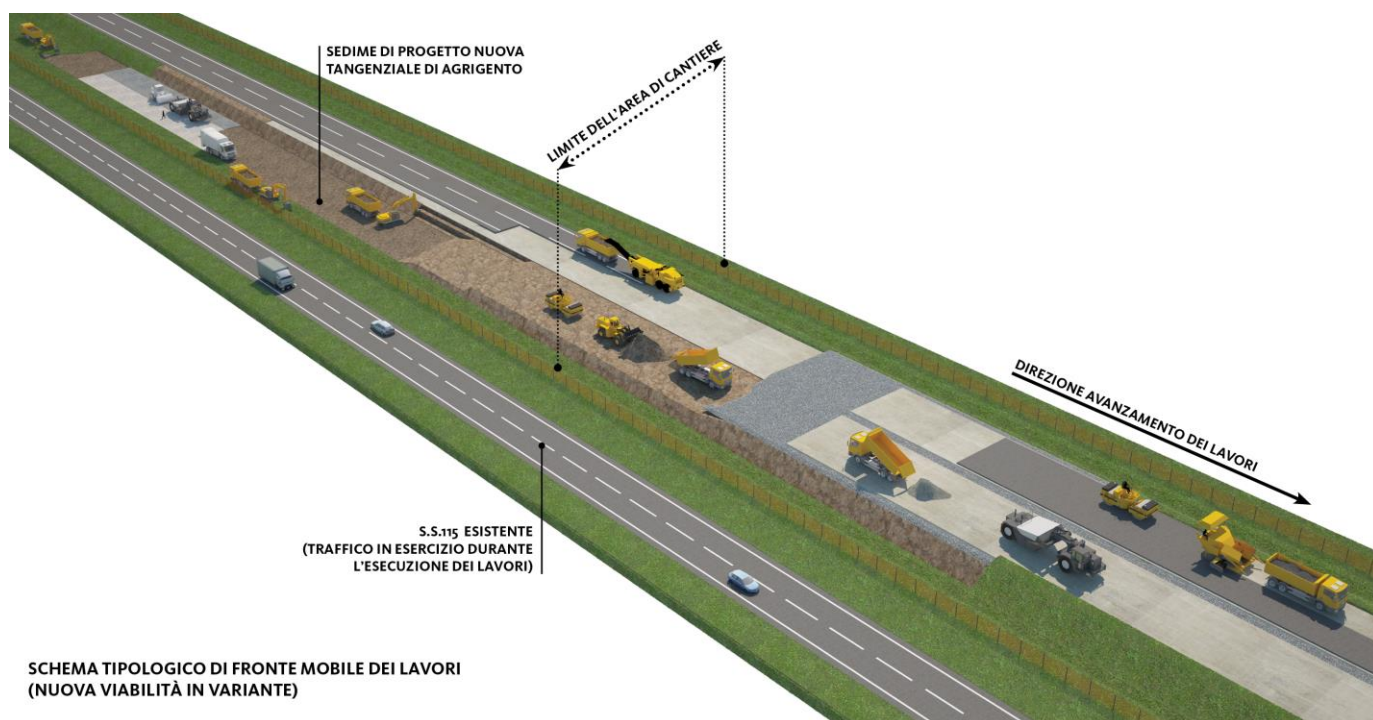 SEDIME DI PROGETTO NUOVA
TANGENZIALE DI AGRIGENTO
LIMITE DELL'AREA DI CANTIERE
DIREZIONE AVANZAMENTO DEI LAVORI
S.S.115 ESISTENTE
(TRAFFICO IN ESERCIZIO DURANTE
L'ESECUZIONE DEI LAVORI)
SCHEMA TIPOLOGICO DI FRONTE MOBILE DEI LAVORI
(NUOVA VIABILITÀ IN VARIANTE)